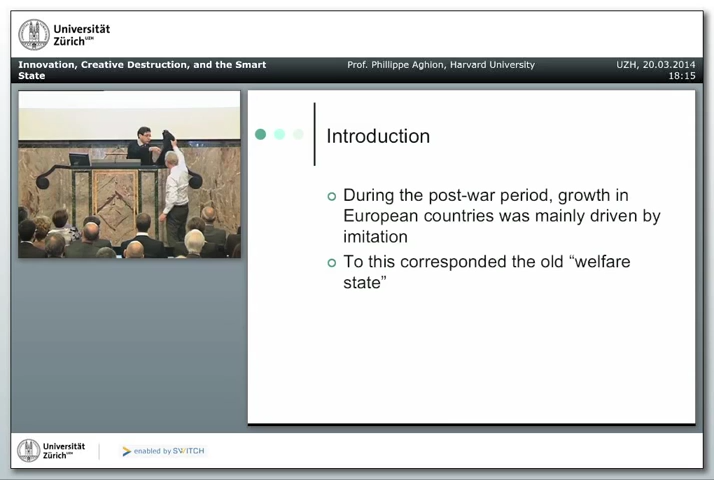 Universität
Zürich UZH
Innovation, Creative Destruction, and the Smart
State
Prof. Phillippe Aghion, Harvard University
UZH, 20.03.2014
18:15
Introduction
During the post-war period, growth in
European countries was mainly driven by
imitation
To this corresponded the old “welfare
state”
Universität
Zürich UZH
enabled by SWITCH